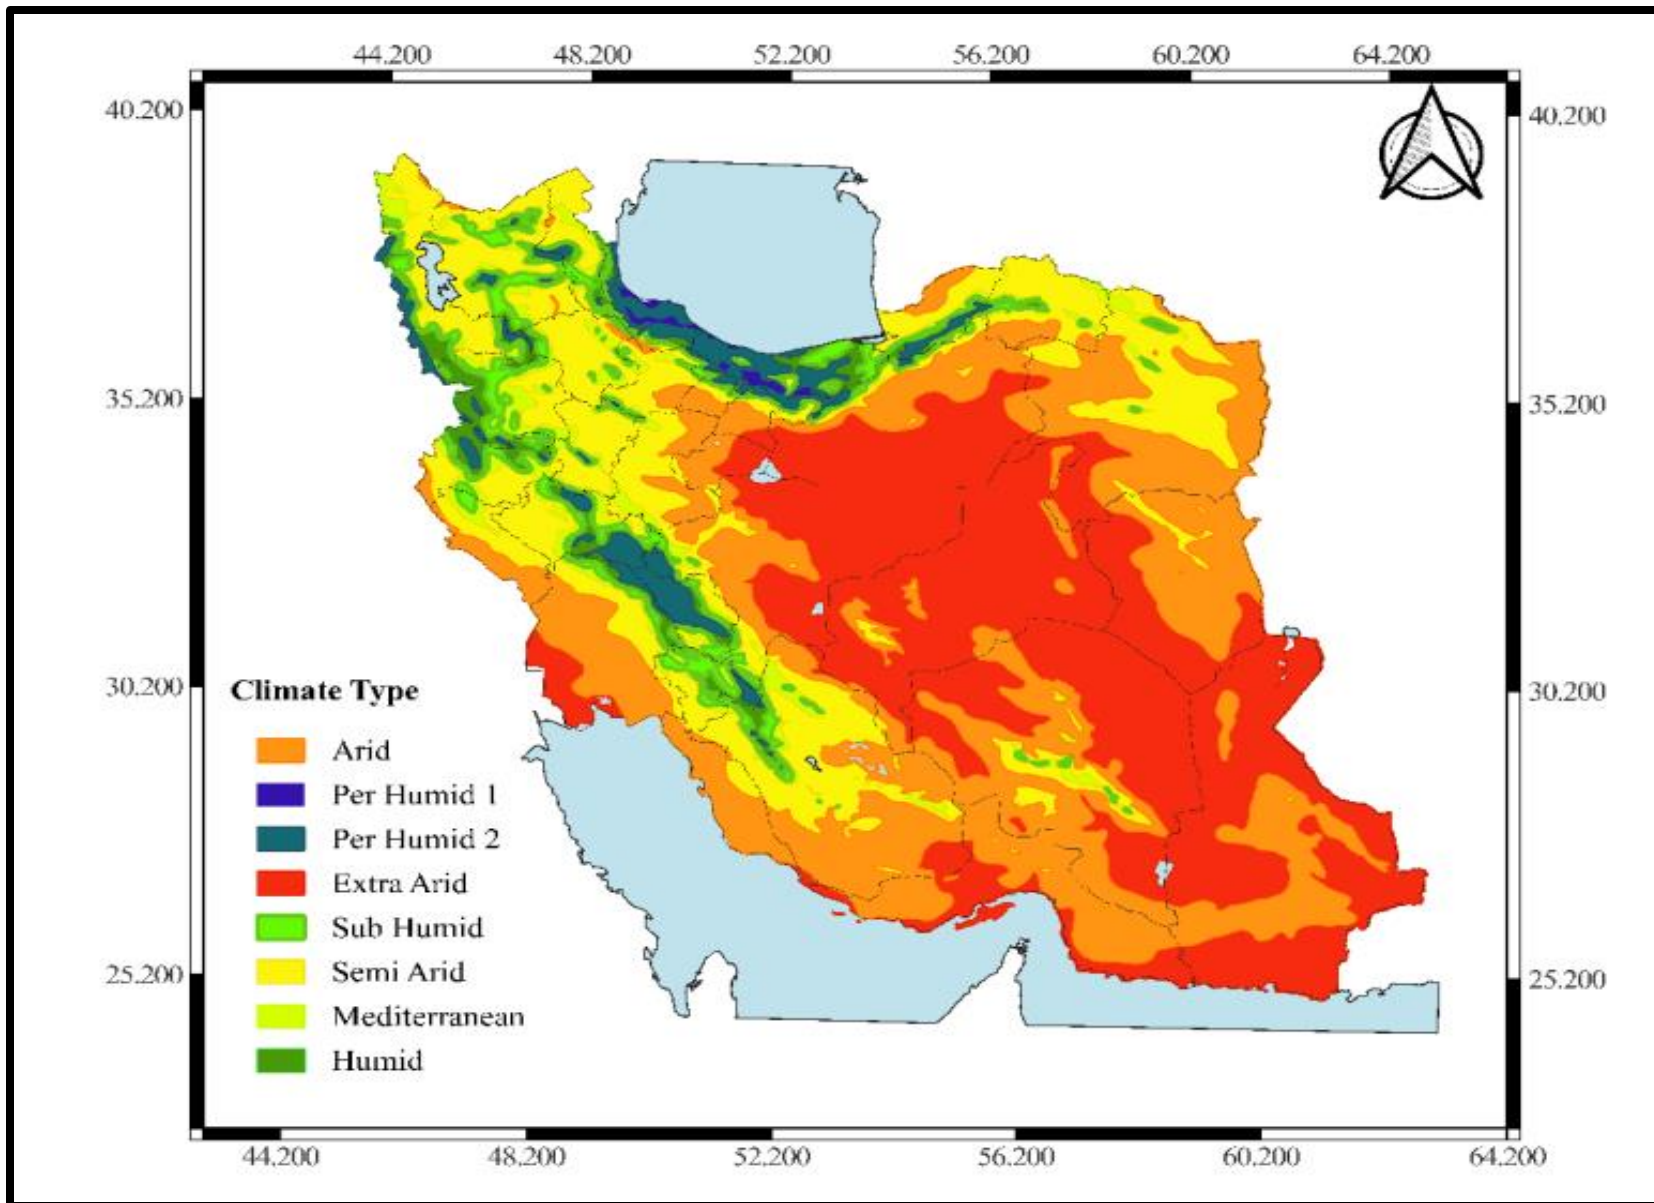 44.200 48.200 52.200 56.200 60.200 64.200
40.200 40.200
35.200 35.200
30.200 30.200
Climate Type
Arid
Per Humid 1
Per Humid 2
Extra Arid
Sub Humid
25.200 25.200
Semi Arid
Mediterranean
Humid
44.200 48.200 52.200 56.200 60.200 64.200